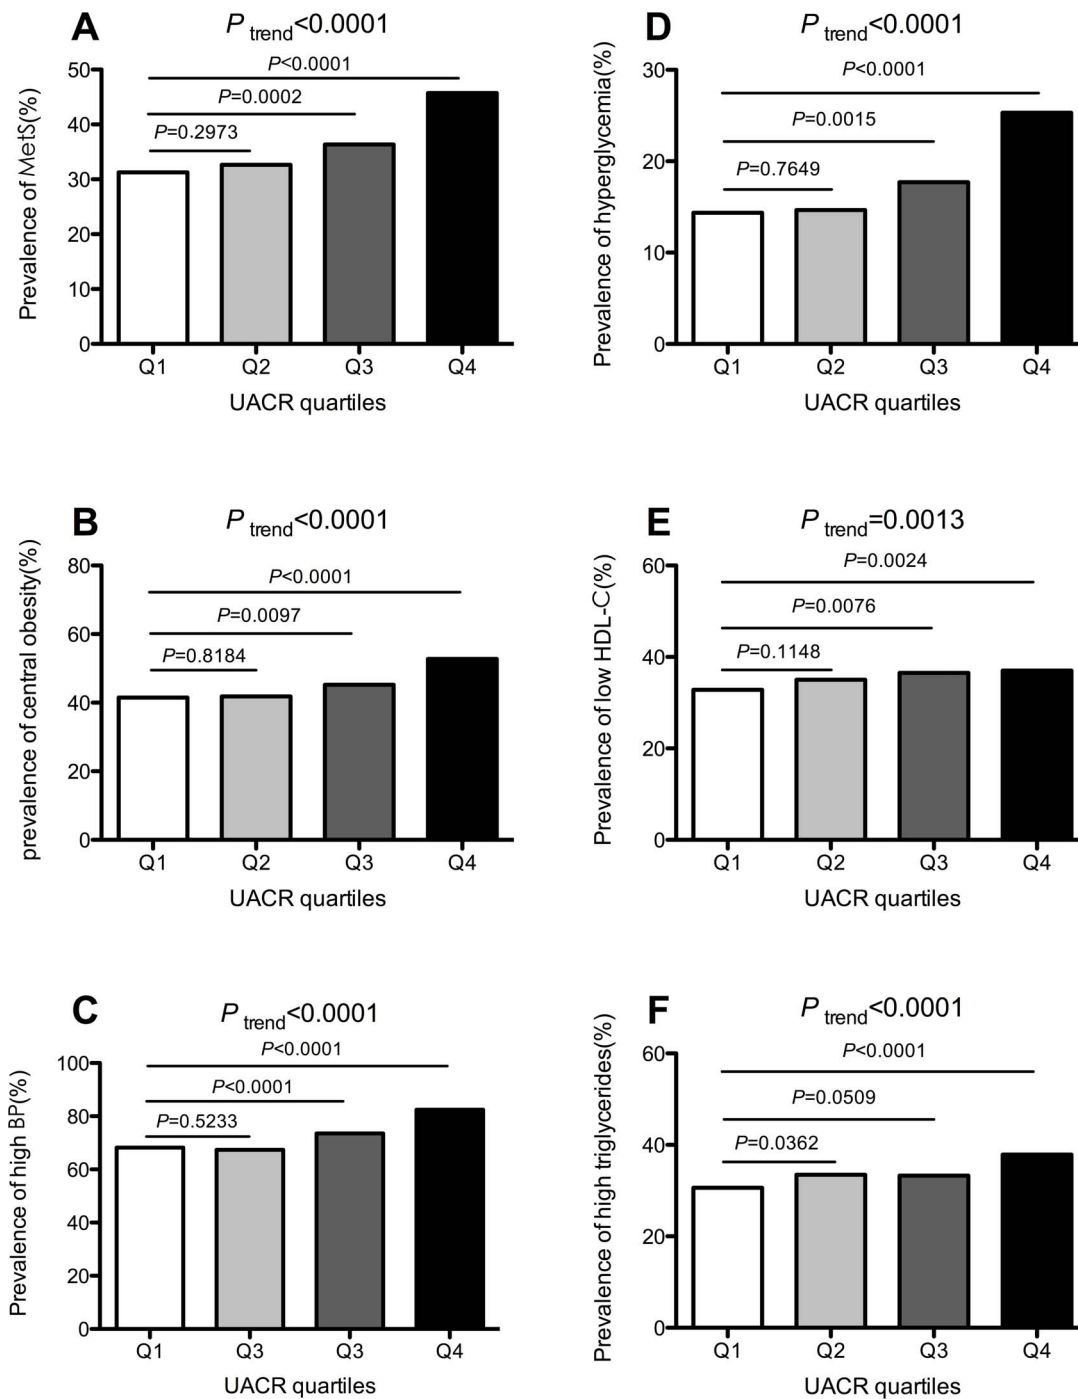 A
P trend<0.0001
P<0.0001
P=0.0002
P=0.2973
Prevalence of MetS(%)
50
40
30
20
10
0
Q1 Q2 Q3 Q4
UACR quartiles
D
P trend<0.0001
P<0.0001
P=0.0015
P=0.7649
Prevalence of hyperglycemia(%)
30
20
10
0
Q1 Q2 Q3 Q4
UACR quartiles
B
P trend<0.0001
P<0.0001
P=0.0097
P=0.8184
prevalence of central obesity(%)
80
60
40
20
0
Q1 Q2 Q3 Q4
UACR quartiles
E
P trend=0.0013
P=0.0024
P=0.0076
P=0.1148
Prevalence of low HDL-C(%)
60
40
20
0
Q1 Q2 Q3 Q4
UACR quartiles
C
P trend<0.0001
P<0.0001
P<0.0001
P=0.5233
Prevalence of high BP(%)
100
80
60
40
20
0
Q1 Q3 Q3 Q4
UACR quartiles
F
P trend<0.0001
P<0.0001
P=0.0509
P=0.0362
Prevalence of high triglycerides(%)
60
40
20
0
Q1 Q2 Q3 Q4
UACR quartiles